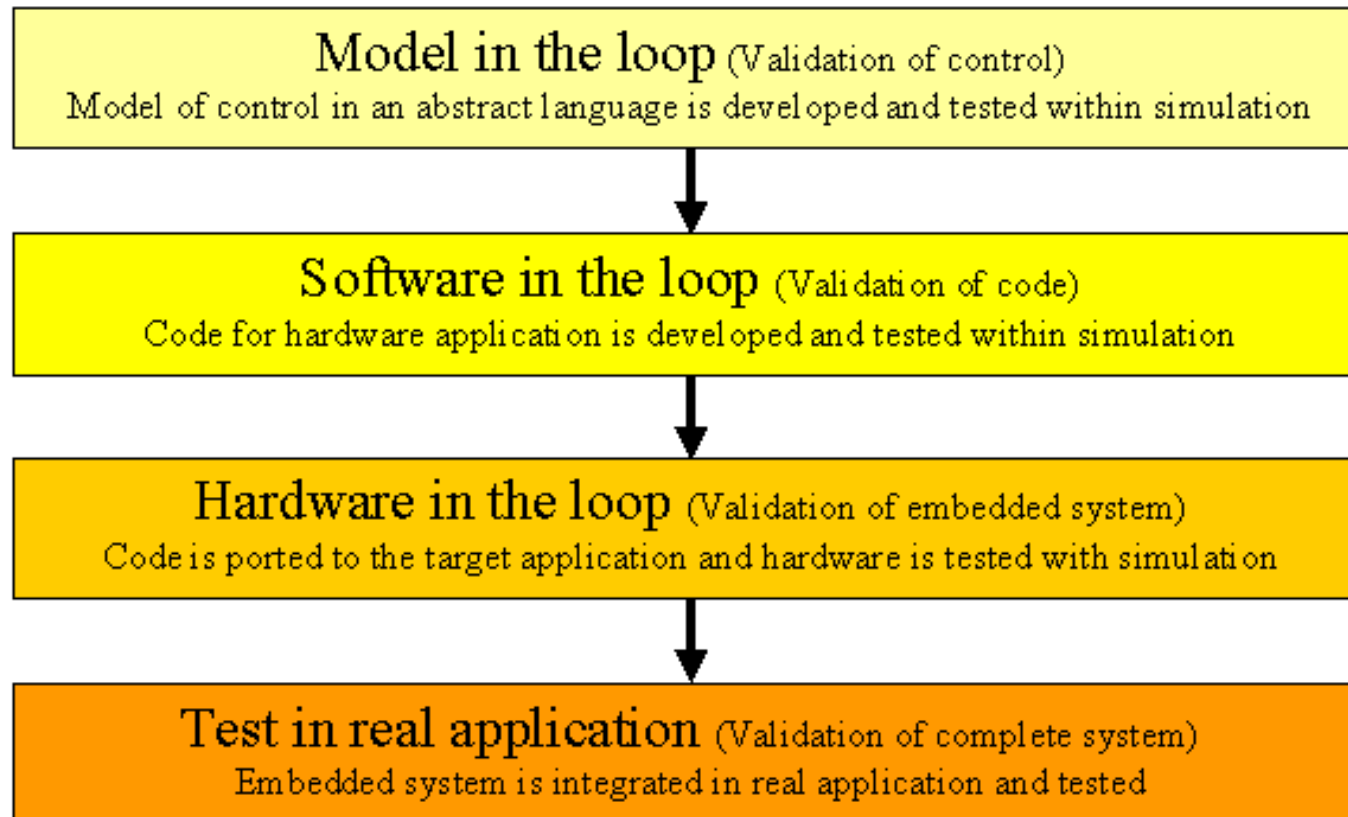 Model in the loop (Validation of control)
Model of control in an abstract language is developed and tested within simulation
Software in the loop (Validation of code)
Code for hardware application is developed and tested within simulation
Hardware in the loop (Validation of embedded system)
Code is ported to the target application and hardware is tested with simulation
Test in real application (Validation of complete system)
Embedded system is integrated in real application and tested